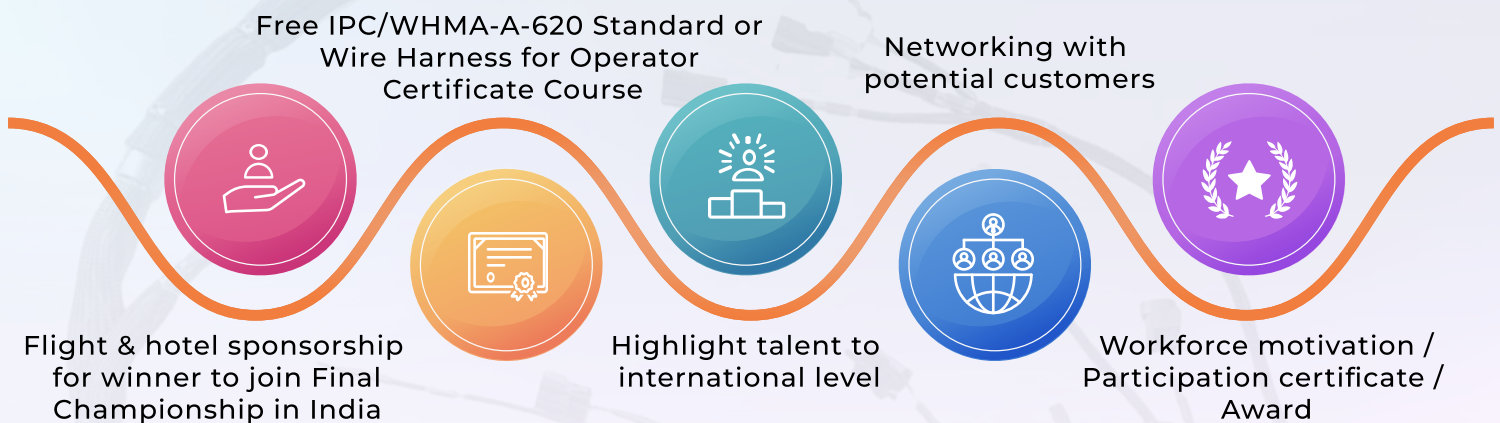 Free IPC/WHMA-A-620 Standard or
Wire Harness for Operator
Certificate Course
Networking with
potential customers
Flight & hotel sponsorship
for winner to join Final
Championship in India
Highlight talent to
international level
Workforce motivation /
Participation certificate /
Award